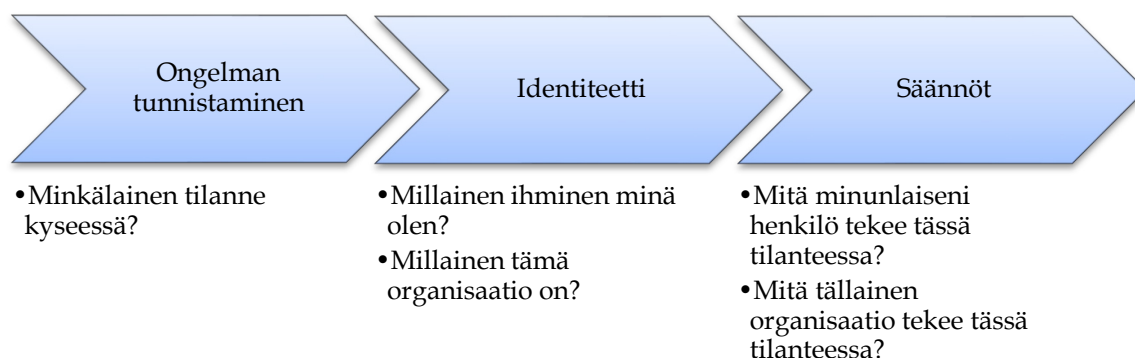 Ongelman
tunnistaminen
•Minkälainen tilanne
kyseessä?
Identiteetti
•Millainen ihminen minä
olen?
•Millainen tämä
organisaatio on?
Säännöt
•Mitä minunlaiseni
henkilö tekee tässä
tilanteessa?
•Mitä tällainen
organisaatio tekee tässä
tilanteessa?